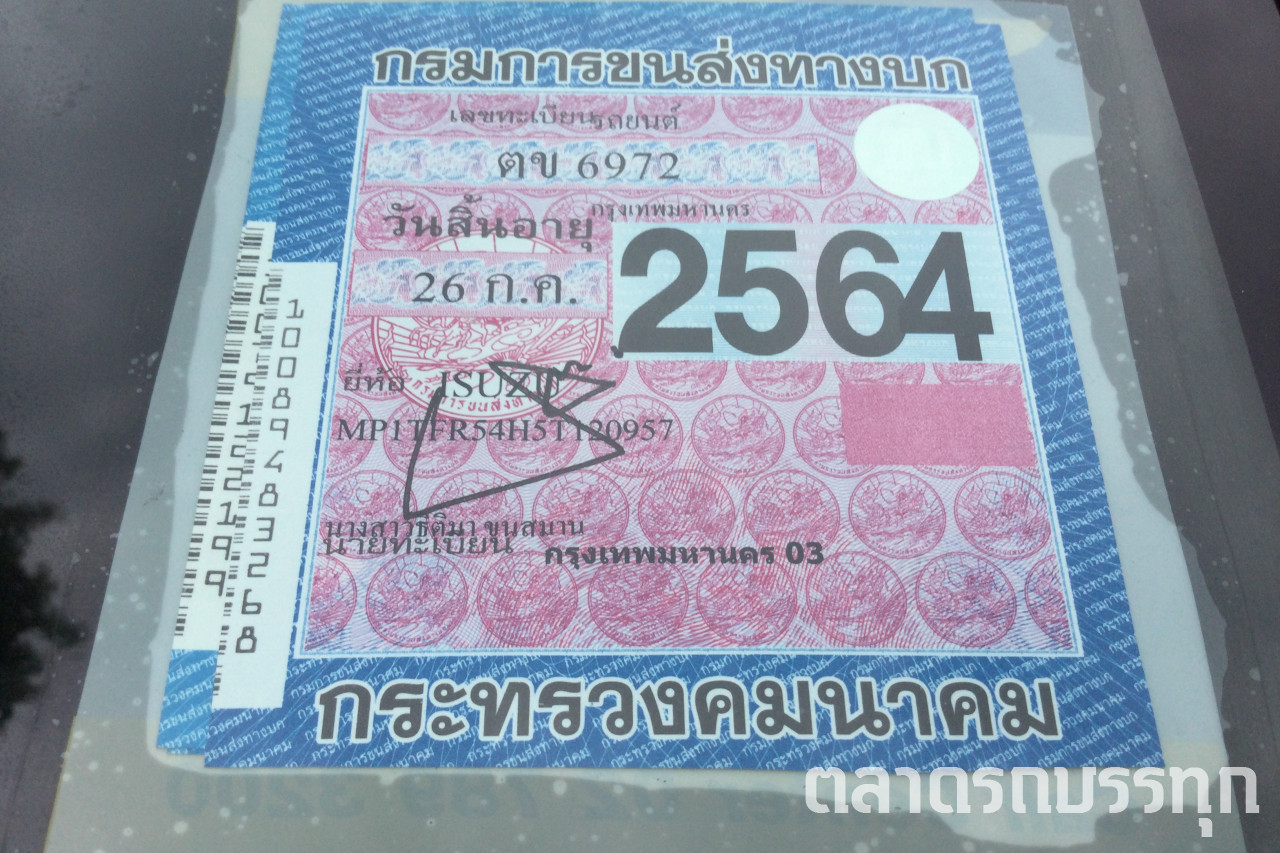 กรมการขนส่งทางบก
เลขทะเบียนรถยนต์
ตข 6972
กรุงเทพมหานคร
วันสิ้นอายุ
26 ก.ค.
2564
ยี่ห้อ ISUZU
MP1TFR54H5T120957
นายทะเบียน
กรุงเทพมหานคร 03
กระทรวงคมนาคม
10089483268
ตลาดรถบรรทุก